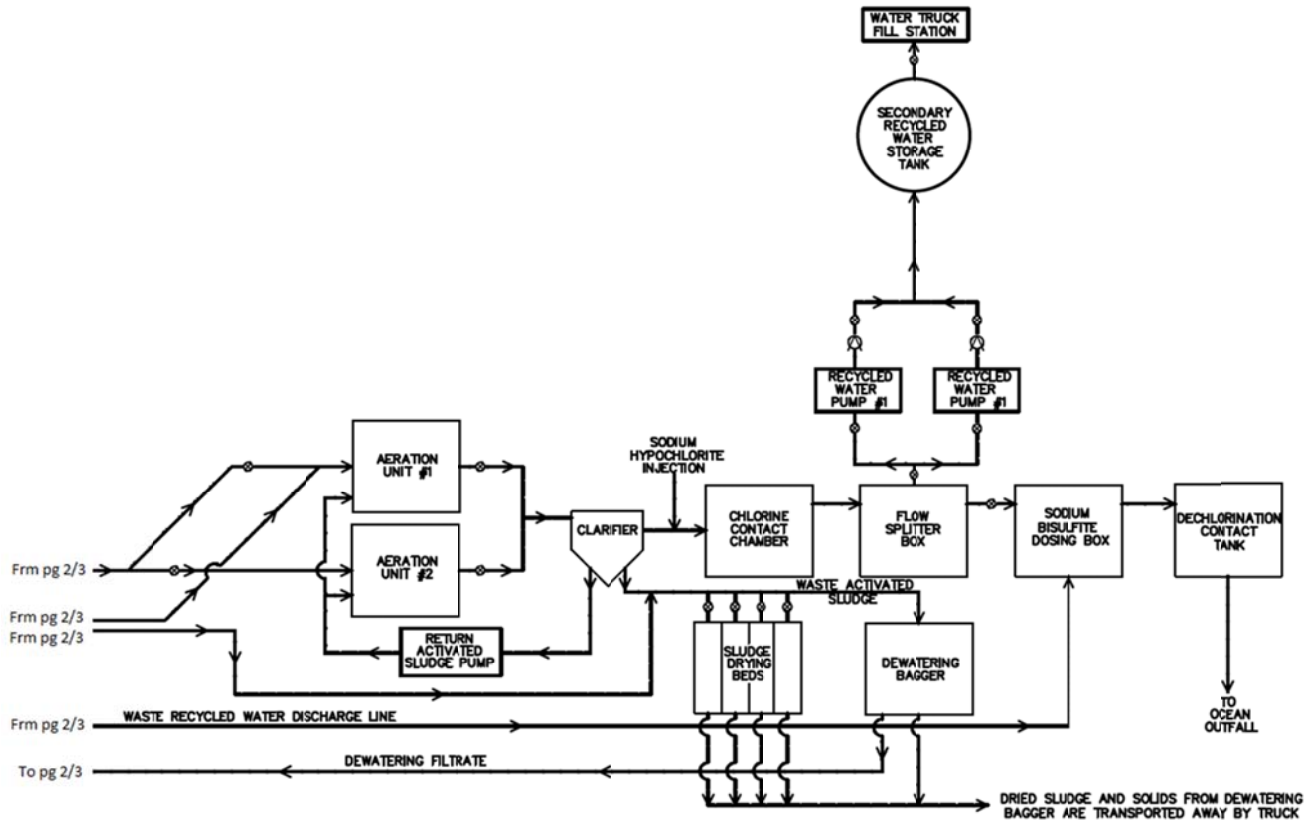 WATER TRUCK
FILL STATION
SECONDARY
RECYCLED
WATER
STORAGE
TANK
RECYCLED
WATER
PUMP #1
RECYCLED
WATER
PUMP #1
AERATION
UNIT #1
SODIUM
HYPOCHLORITE
INJECTION
CLARIFIER
CHLORINE
CONTACT
CHAMBER
FLOW
SPLITTER
BOX
SODIUM
BISULFITE
DOSING BOX
DECHLORINATION
CONTACT
TANK
AERATION
UNIT #2
Frm pg 2/3
Frm pg 2/3
Frm pg 2/3
WASTE ACTIVATED
SLUDGE
RETURN
ACTIVATED
SLUDGE PUMP
SLUDGE
DRYING
BEDS
DEWATERING
BAGGER
TO
OCEAN
OUTFALL
Frm pg 2/3
WASTE RECYCLED WATER DISCHARGE LINE
To pg 2/3
DEWATERING FILTRATE
DRIED SLUDGE AND SOLIDS FROM DEWATERING
BAGGER ARE TRANSPORTED AWAY BY TRUCK